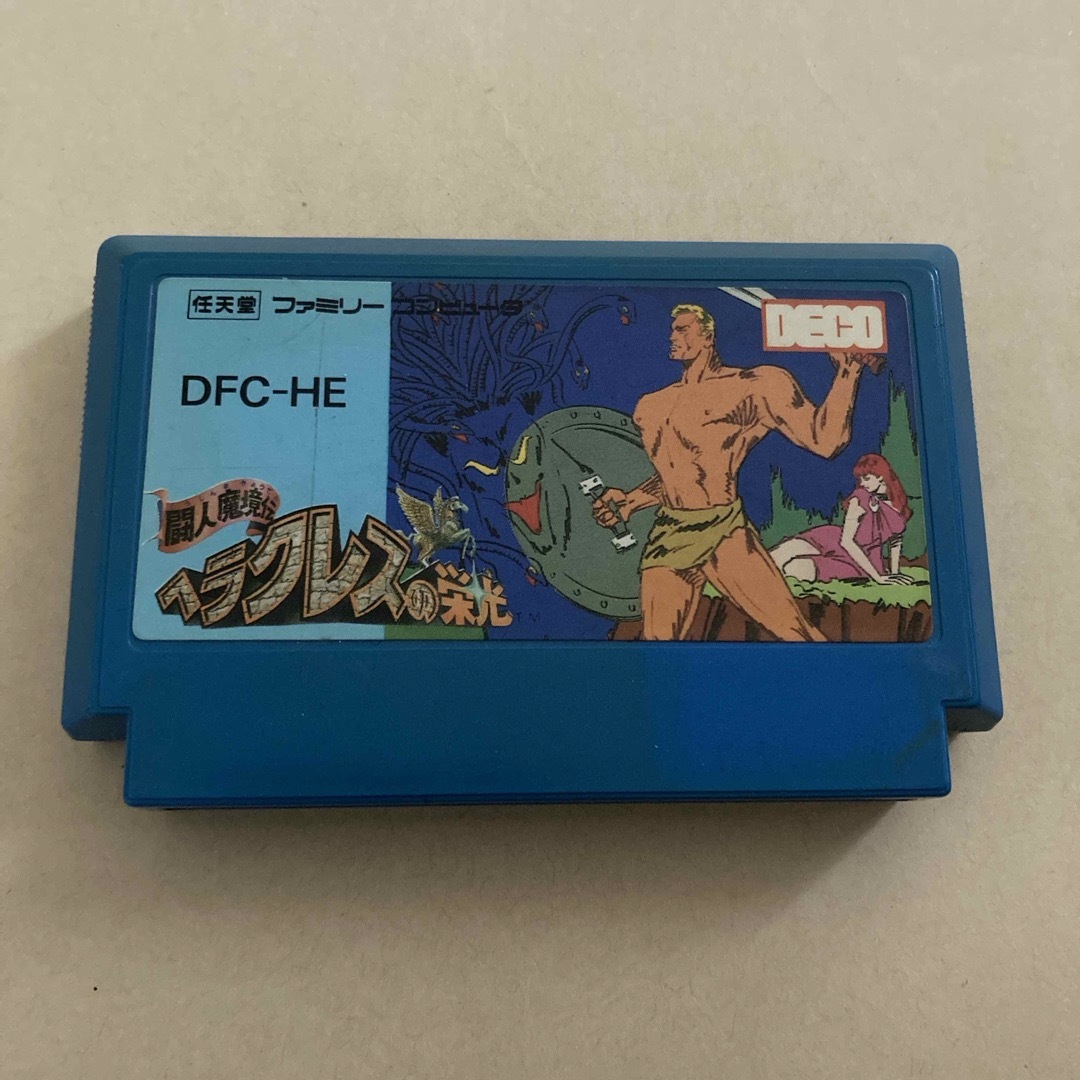 任天堂 ファミリーコンピュータ
DECO
DFC-HE
闘人魔境伝
ヘラクレスの栄光
TM